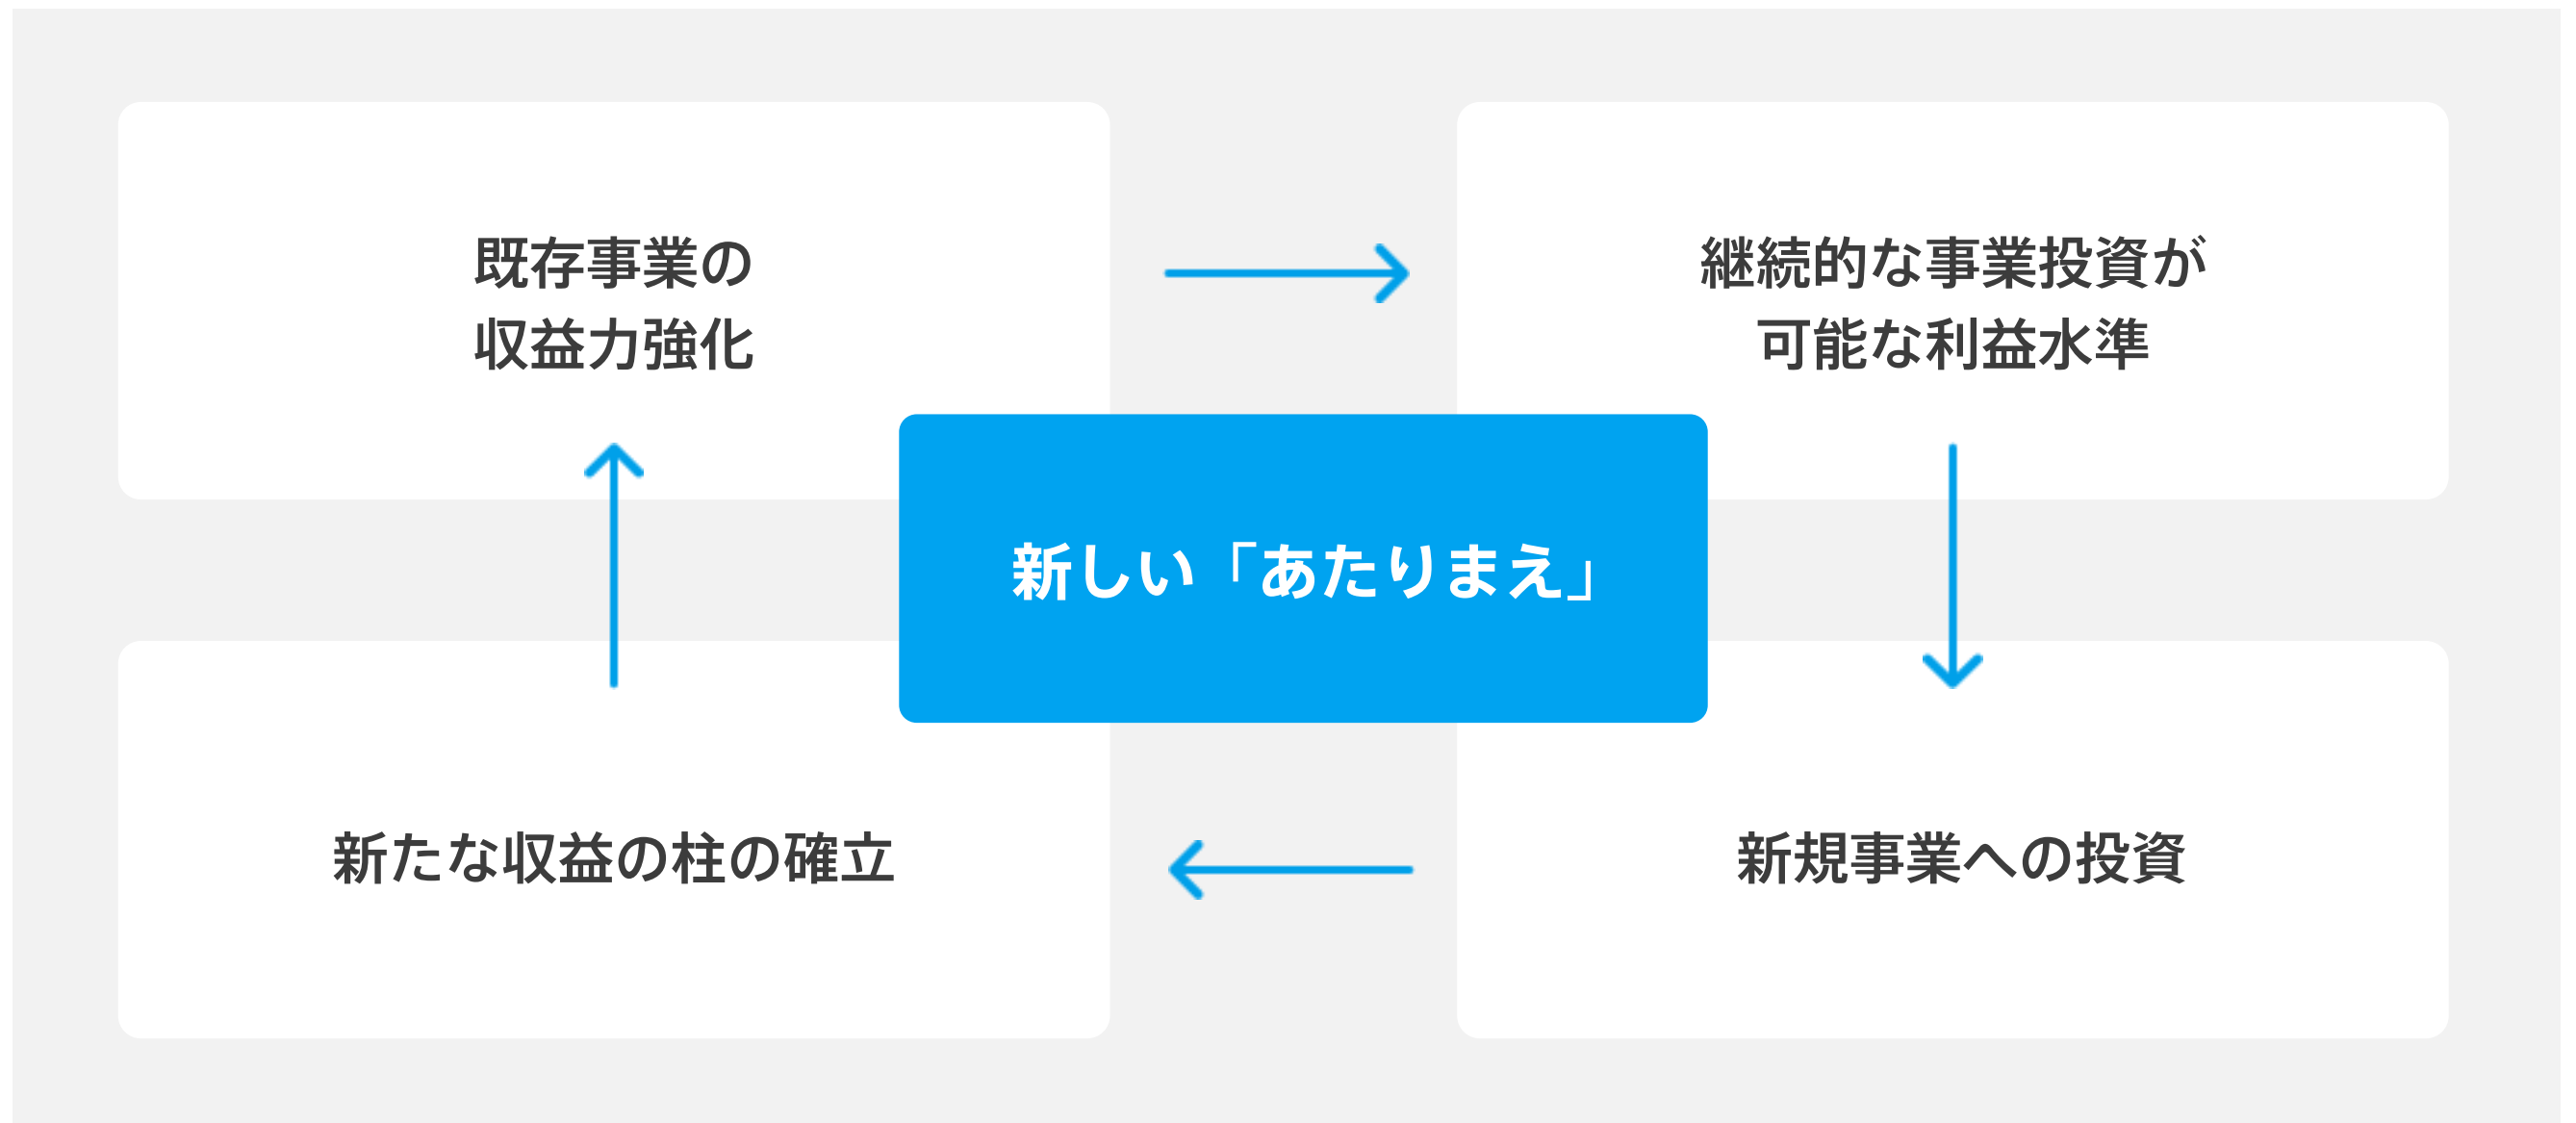 既存事業の
収益力強化
継続的な事業投資が
可能な利益水準
新しい「あたりまえ」
新たな収益の柱の確立
新規事業への投資